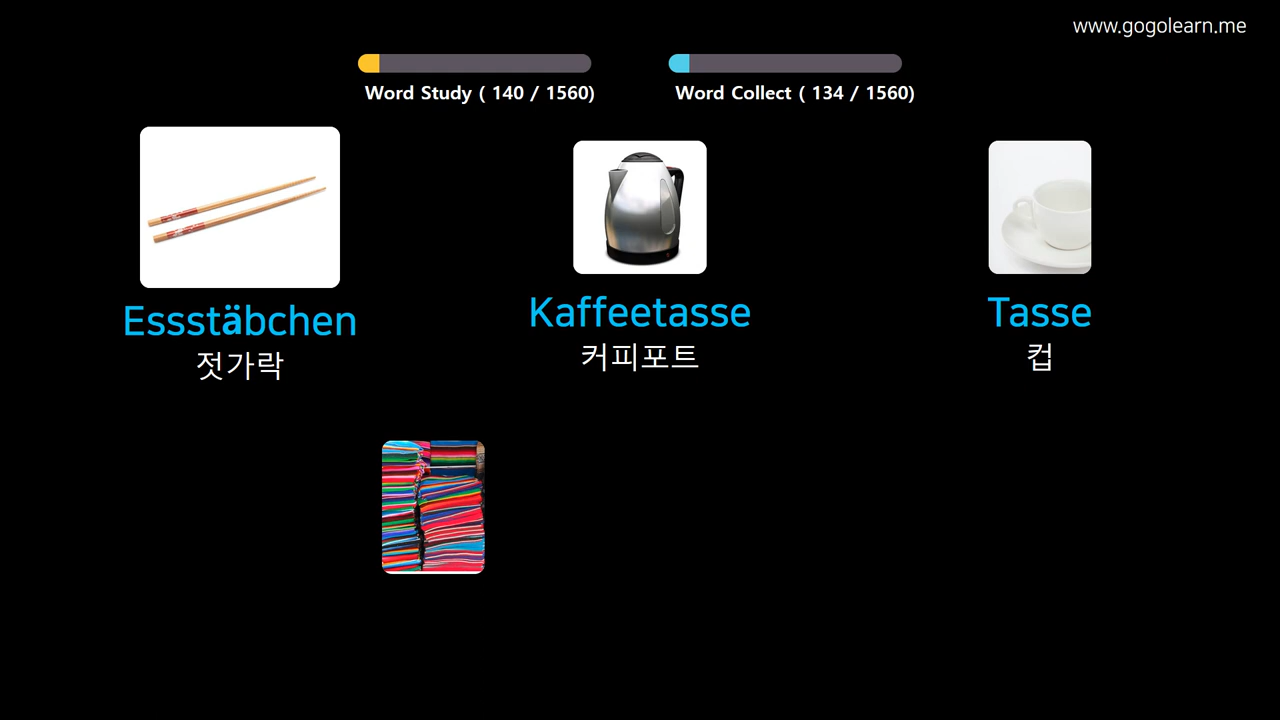 www.gogolearn.me
Word Study ( 140 / 1560)
Word Collect ( 134 / 1560)
Essstäbchen
젓가락
Kaffeetasse
커피포트
Tasse
컵